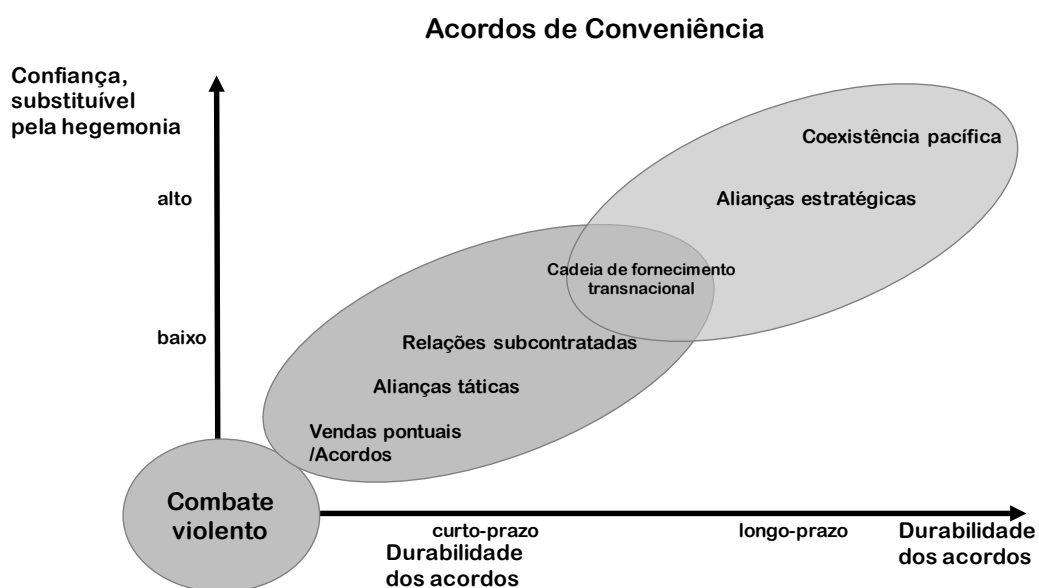 Acordos de Conveniência
Confiança,
substituível
pela hegemonia
alto
baixo
Coexistência pacífica
Alianças estratégicas
Cadeia de fornecimento
transnacional
Relações subcontratadas
Alianças táticas
Vendas pontuais
/Acordos
Combate
violento
curto-prazo
Durabilidade
dos acordos
longo-prazo
Durabilidade
dos acordos